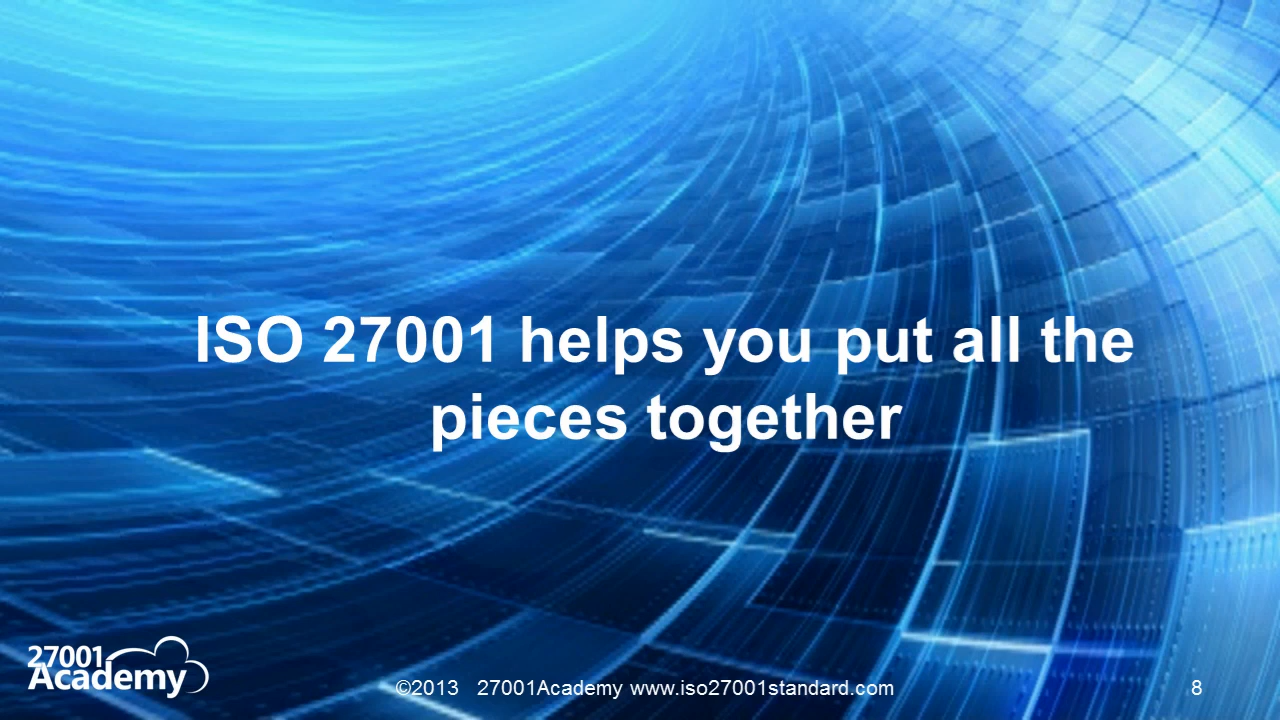 ISO 27001 helps you put all the
pieces together
27001
Academy
©2013 27001Academy www.iso27001standard.com
8